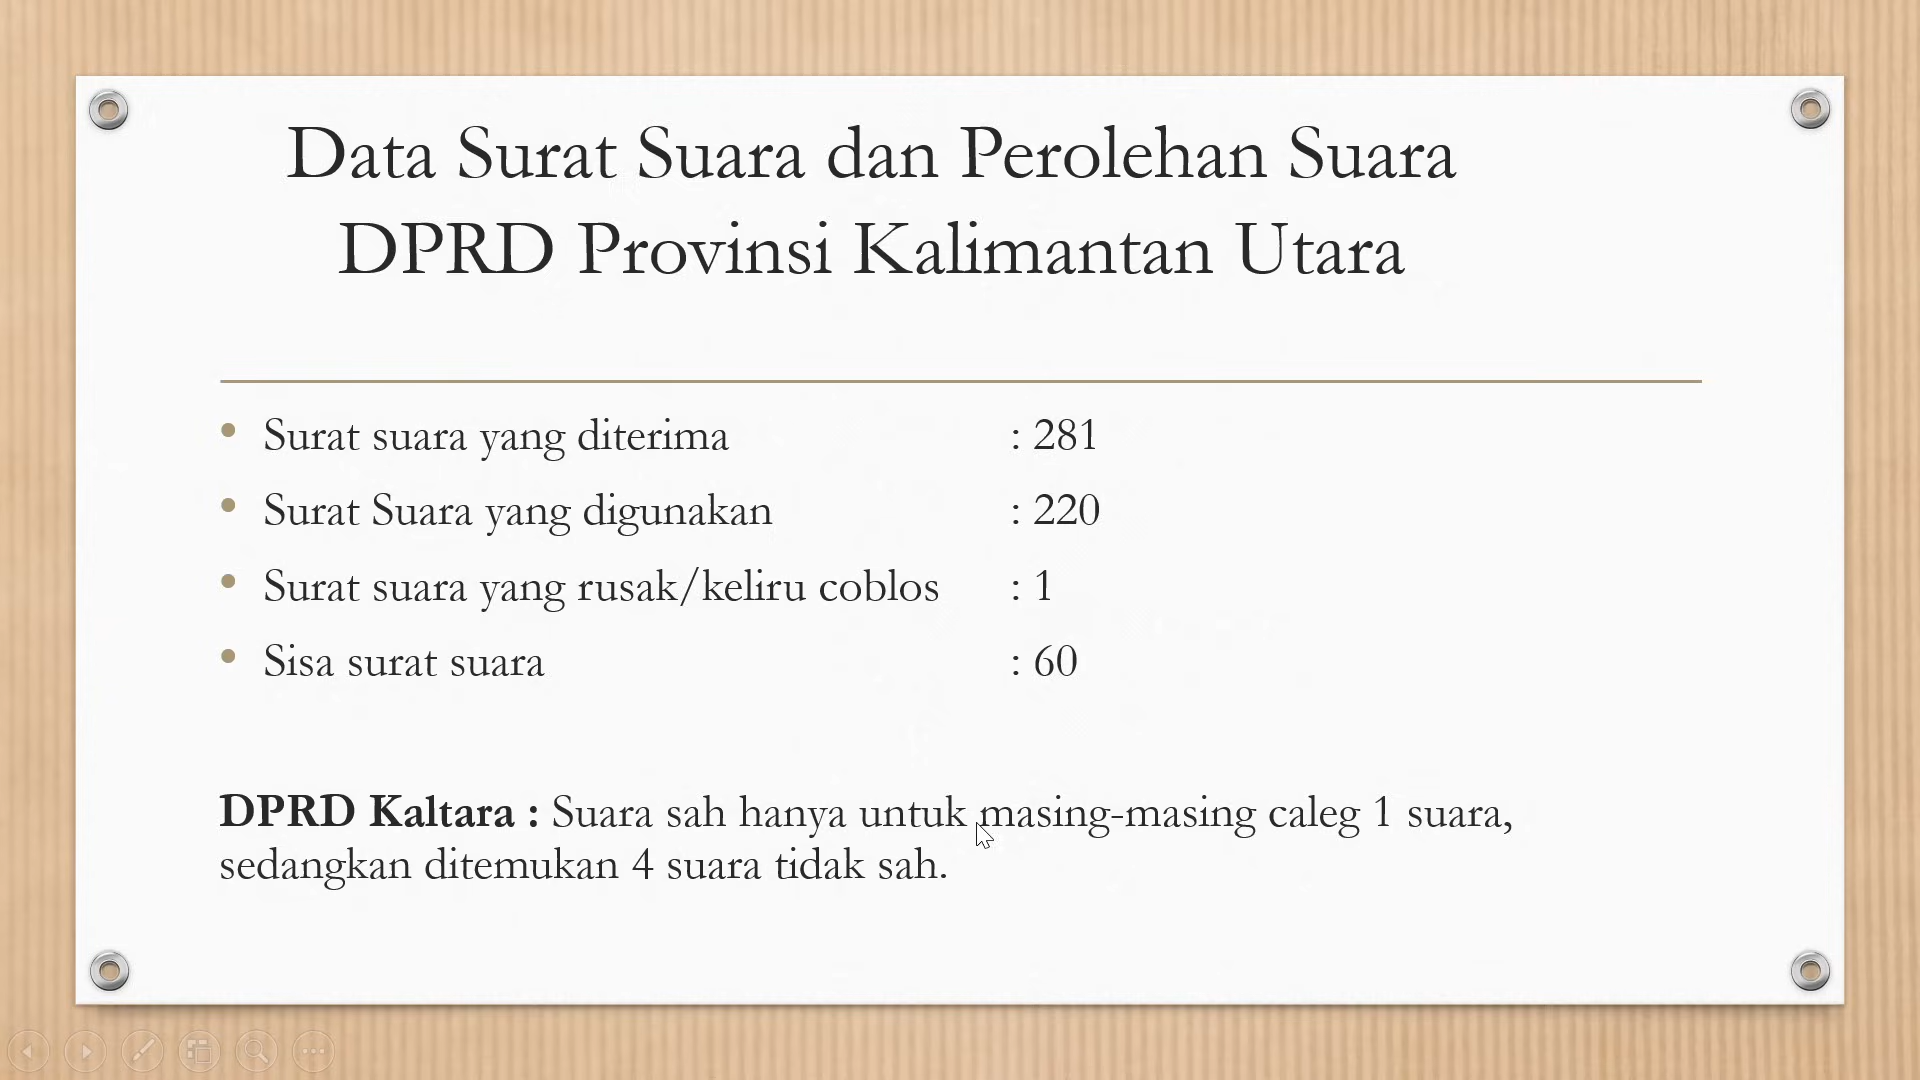 Data Surat Suara dan Perolehan Suara
DPRD Provinsi Kalimantan Utara
• Surat suara yang diterima : 281
• Surat Suara yang digunakan : 220
• Surat suara yang rusak/keliru coblos : 1
• Sisa surat suara : 60
DPRD Kaltara : Suara sah hanya untuk masing-masing caleg 1 suara,
sedangkan ditemukan 4 suara tidak sah.